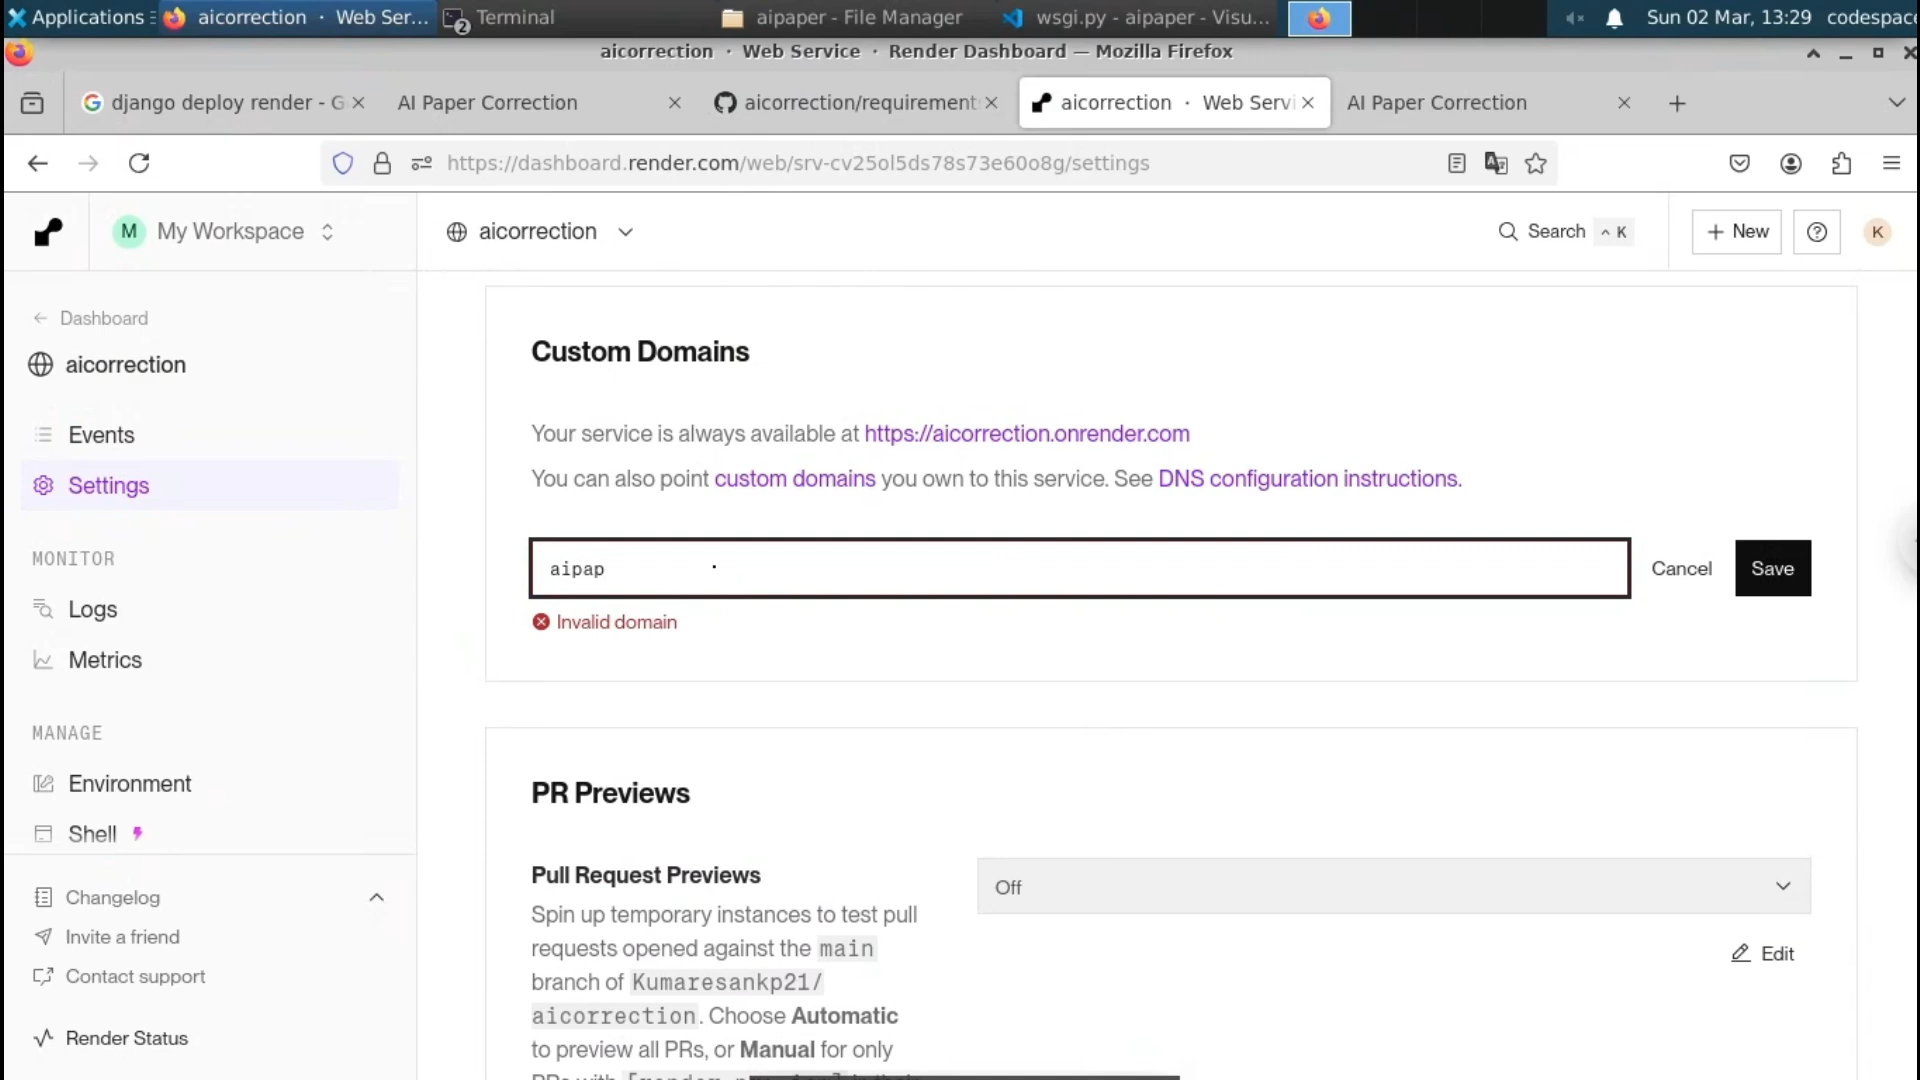 Applications
aicorrection · Web Ser...
2
Terminal
aipaper - File Manager
wsgi.py - aipaper - Visu...
Sun 02 Mar, 13:29
aicorrection · Web Service · Render Dashboard — Mozilla Firefox
django deploy render - G
AI Paper Correction
aicorrection/requirement
aicorrection · Web Servi
AI Paper Correction
https://dashboard.render.com/web/srv-cv25ol5ds78s73e60o8g/settings
M My Workspace
aicorrection
Search ^ K
+ New
K
← Dashboard
aicorrection
Events
Settings
MONITOR
Logs
Metrics
MANAGE
Environment
Shell
Changelog
Invite a friend
Contact support
Render Status
Custom Domains
Your service is always available at https://aicorrection.onrender.com
You can also point custom domains you own to this service. See DNS configuration instructions.
aipap
Cancel
Save
Invalid domain
PR Previews
Pull Request Previews
Spin up temporary instances to test pull
requests opened against the main
branch of Kumaresankp21/
aicorrection. Choose Automatic
to preview all PRs, or Manual for only
Off
Edit